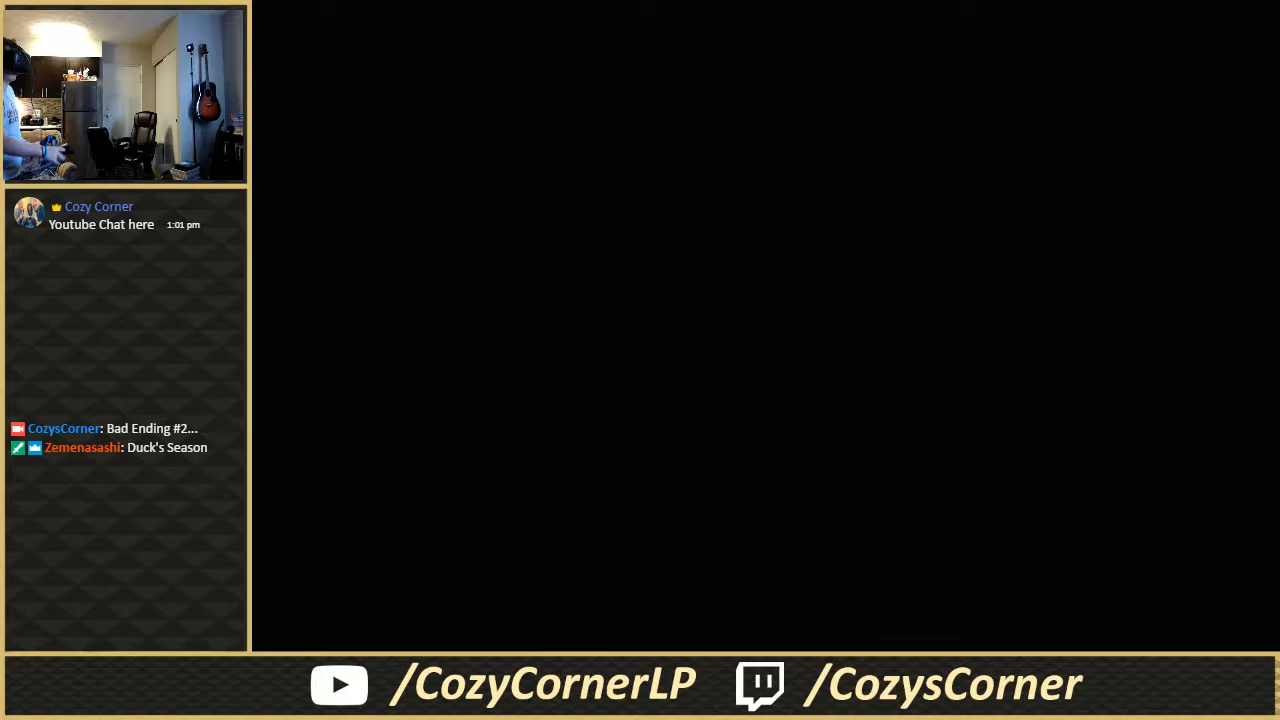 Cozy Corner
Youtube Chat here 1:01 pm
CozysCorner: Bad Ending #2...
Zemenasashi: Duck's Season
/CozyCornerLP /CozysCorner